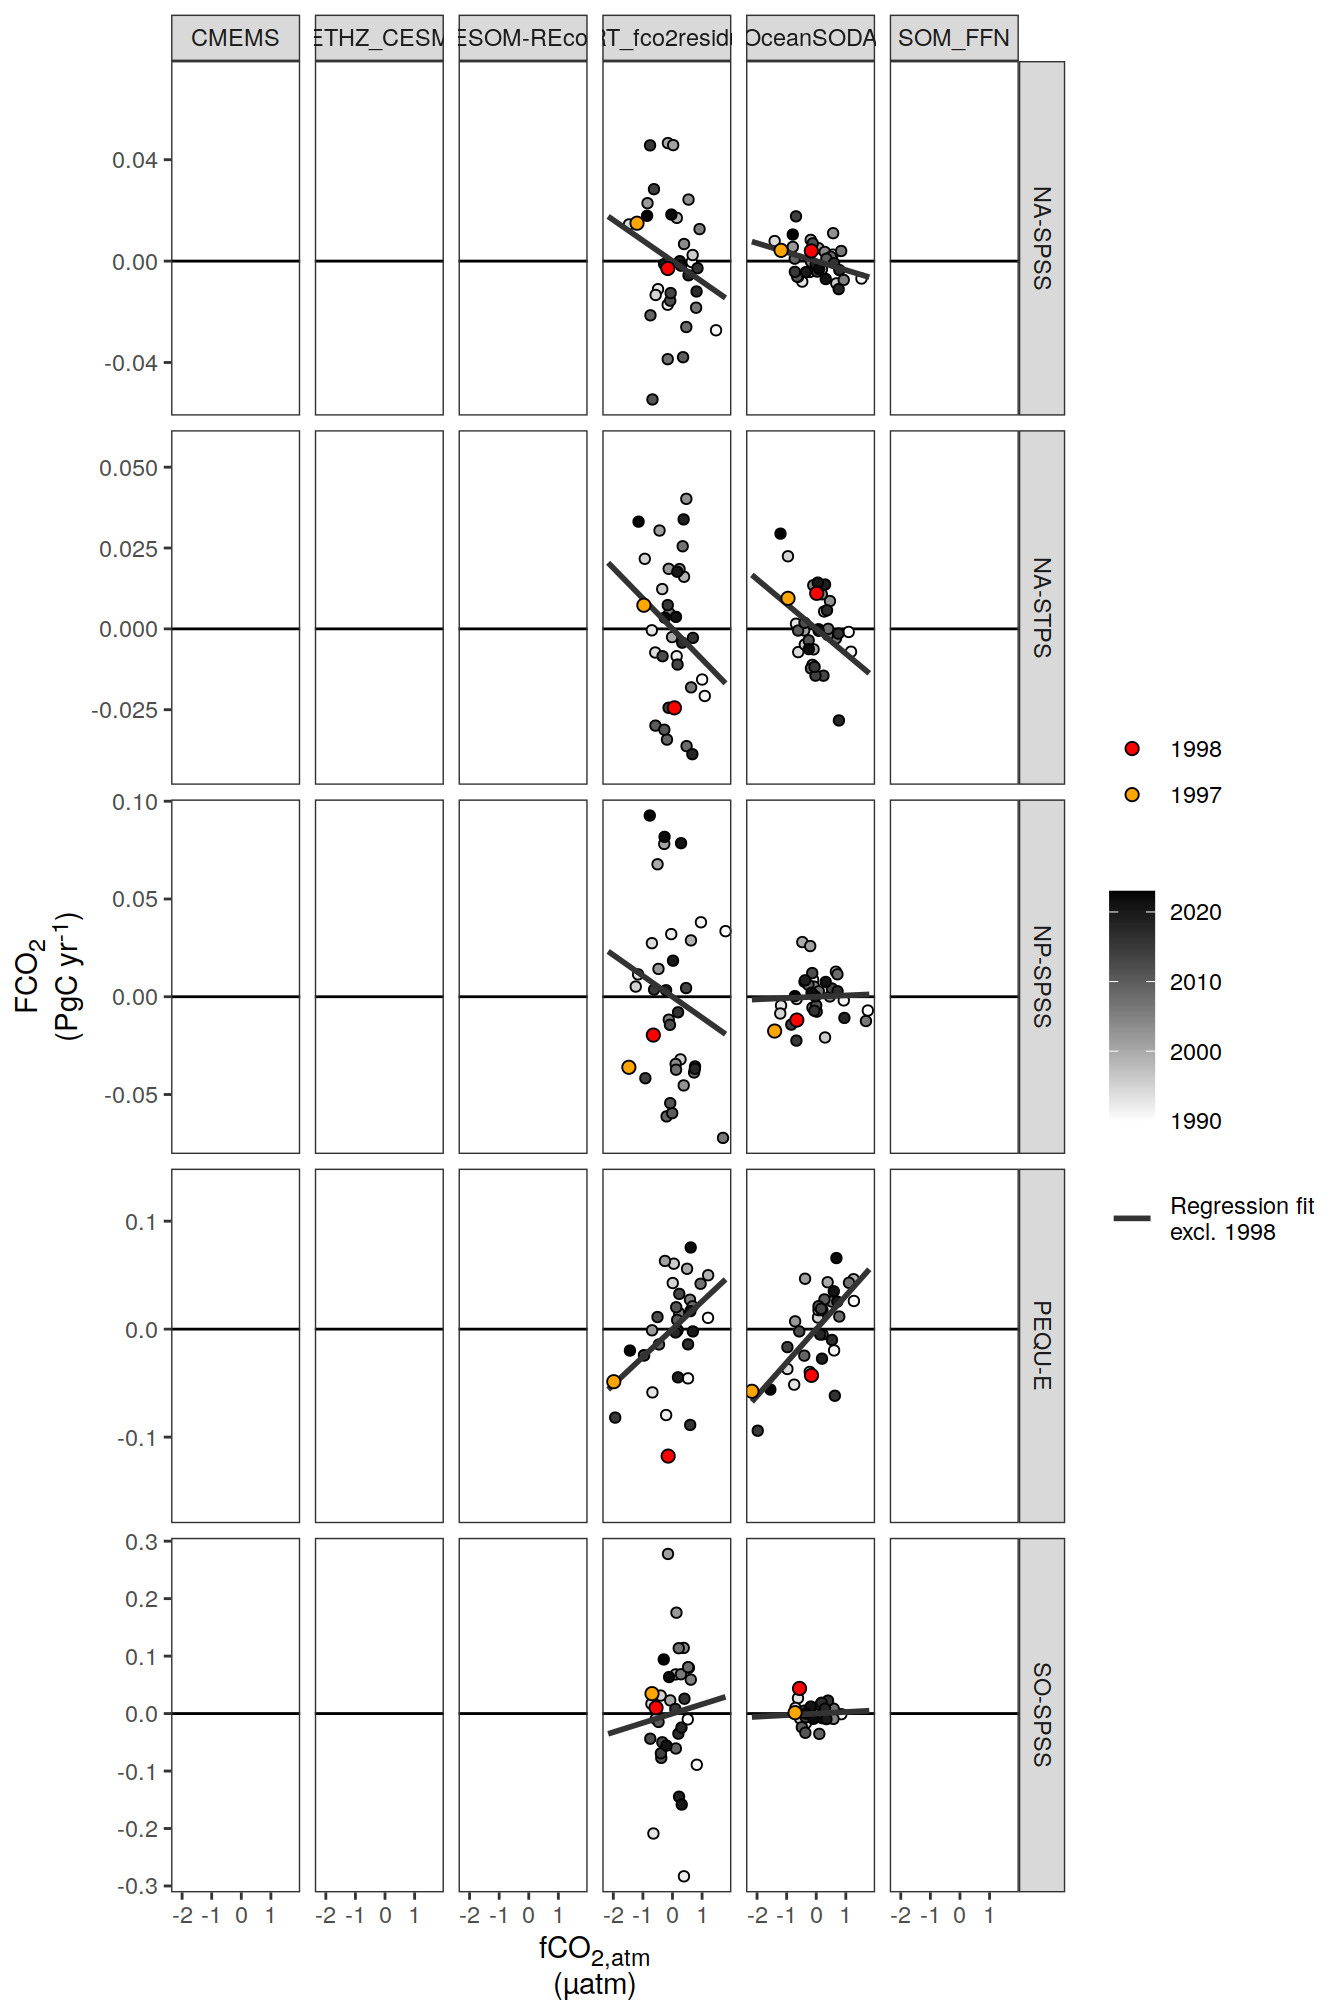 CMEMS ETHZ_CESM ESOM-REco RT_fco2residu OceanSODA SOM_FFN
0.04
0.00
-0.04
NA-SPSS
0.050
0.025
0.000
-0.025
NA-STPS
0.10
0.05
0.00
-0.05
NP-SPSS
0.1
0.0
-0.1
PEQU-E
0.3
0.2
0.1
0.0
-0.1
-0.2
-0.3
SO-SPSS
-2 -1 0 1 -2 -1 0 1 -2 -1 0 1 -2 -1 0 1 -2 -1 0 1 -2 -1 0 1
fCO2,atm
(µatm)
FCO2
(PgC yr-1)
1998
1997
2020
2010
2000
1990
Regression fit
excl. 1998